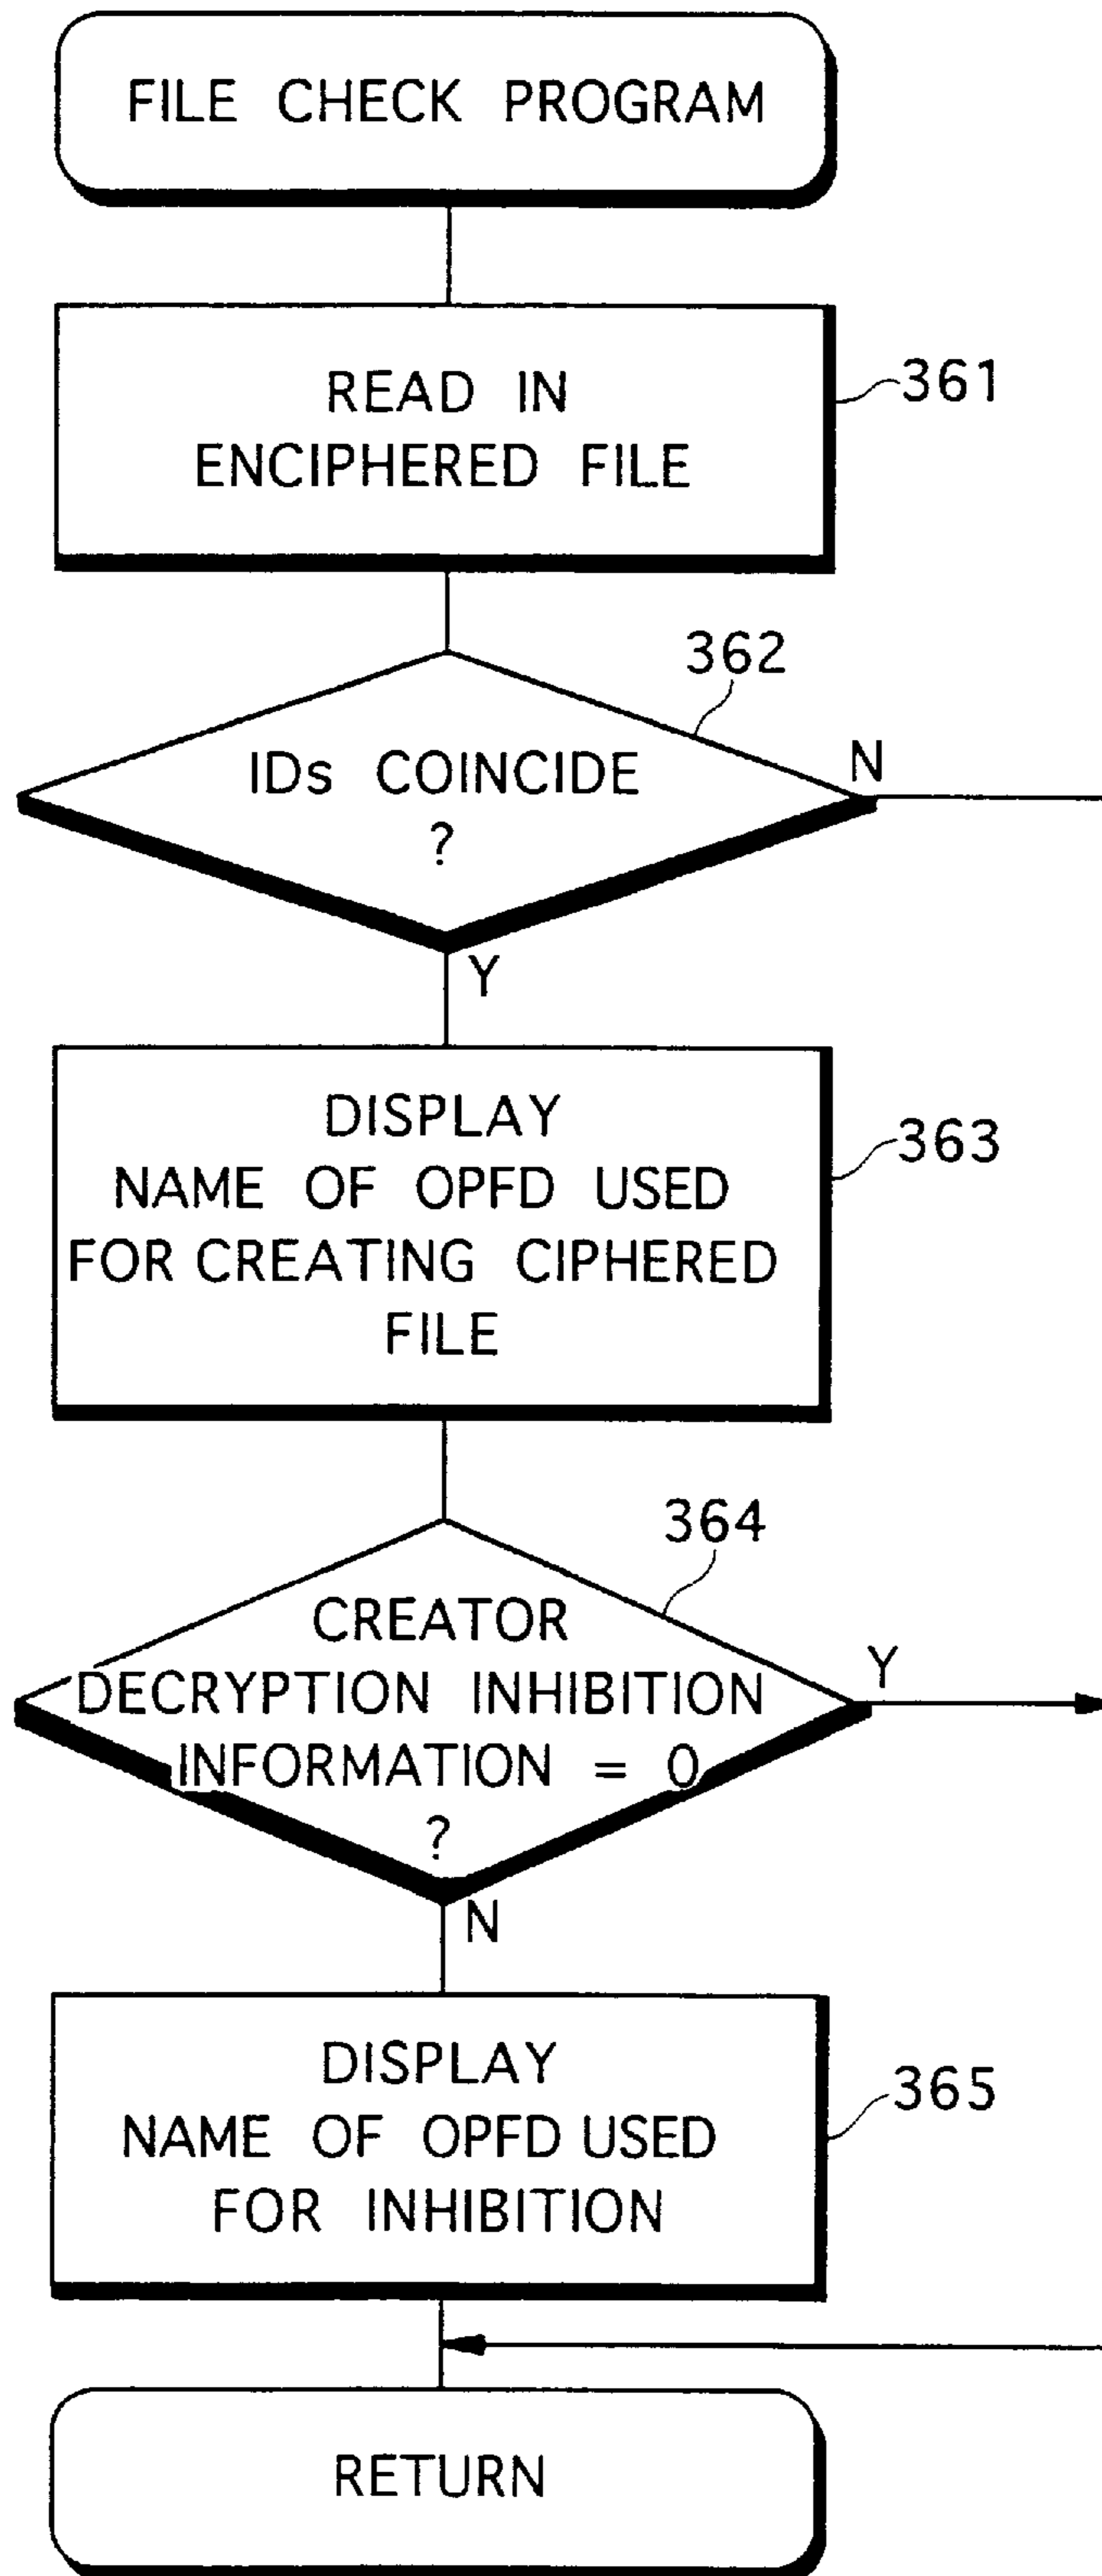 FILE CHECK PROGRAM
READ IN
ENCIPHERED FILE
361
362
IDs COINCIDE
?
N
Y
DISPLAY
NAME OF OPFD USED
FOR CREATING CIPHERED
FILE
363
364
CREATOR
DECRYPTION INHIBITION
INFORMATION = 0
?
Y
N
DISPLAY
NAME OF OPFD USED
FOR INHIBITION
365
RETURN